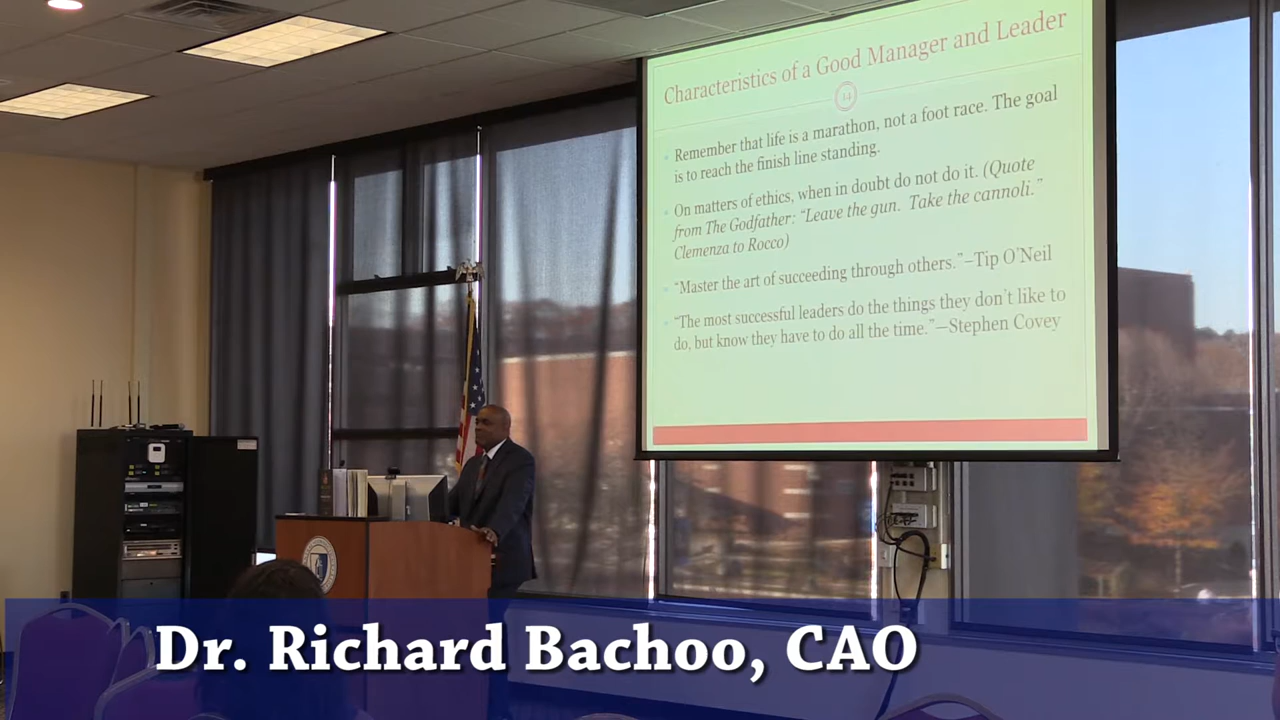 Characteristics of a Good Manager and Leader
14
Remember that life is a marathon, not a foot race. The goal
is to reach the finish line standing.
On matters of ethics, when in doubt do not do it. (Quote
from The Godfather: “Leave the gun. Take the cannoli.”
Clemenza to Rocco)
“Master the art of succeeding through others.”–Tip O’Neil
“The most successful leaders do the things they don’t like to
do, but know they have to do all the time.”—Stephen Covey
Dr. Richard Bachoo, CAO